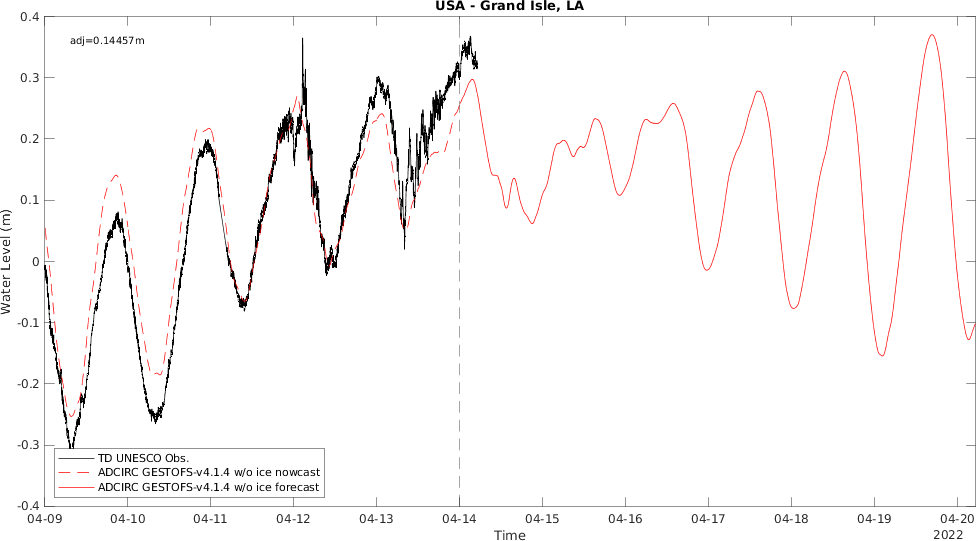 USA - Grand Isle, LA
adj=0.14457m
0.4
0.3
0.2
0.1
0
-0.1
-0.2
-0.3
-0.4
Water Level (m)
TD UNESCO Obs.
ADCIRC GESTOFS-v4.1.4 w/o ice nowcast
ADCIRC GESTOFS-v4.1.4 w/o ice forecast
04-09 04-10 04-11 04-12 04-13 04-14 04-15 04-16 04-17 04-18 04-19 04-20
Time
2022